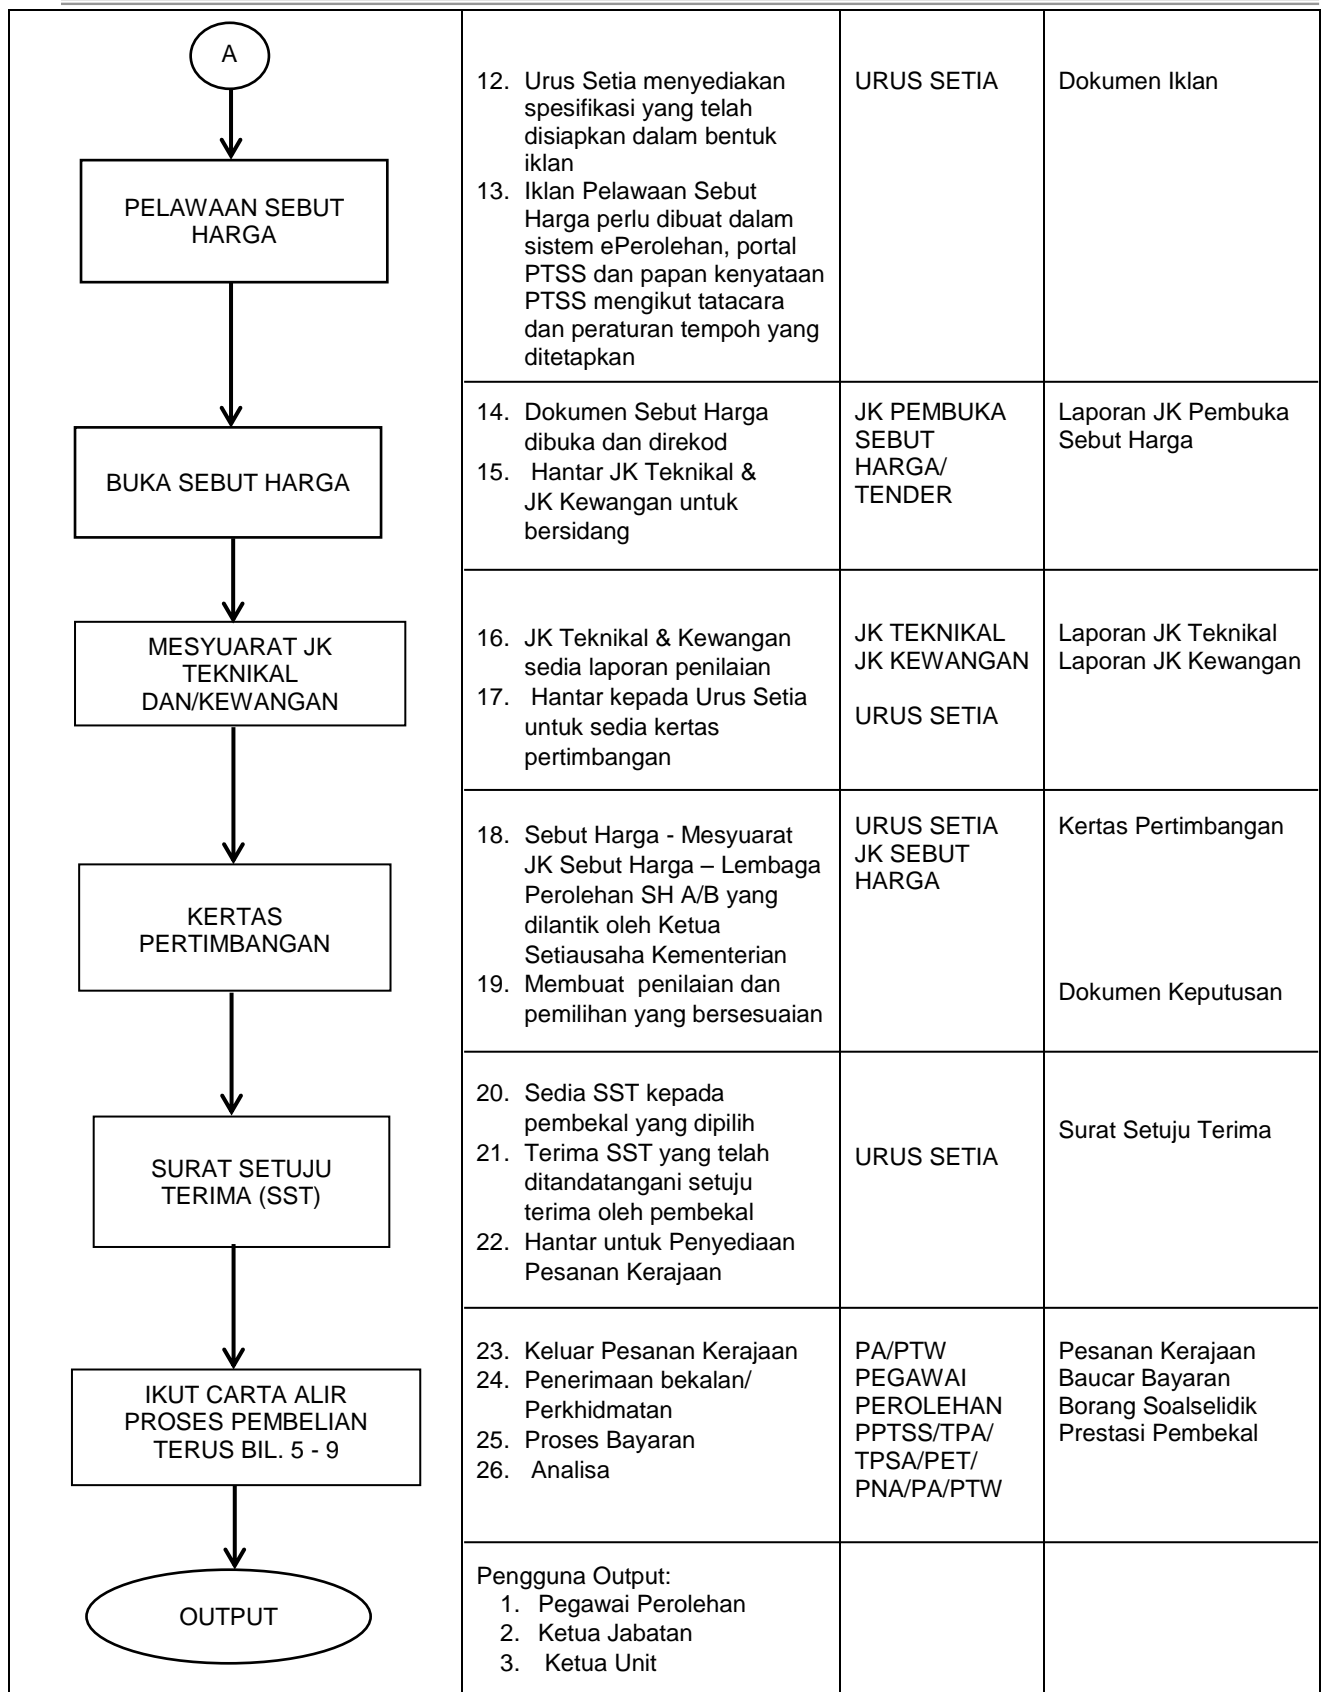 A
12. Urus Setia menyediakan
spesifikasi yang telah
disiapkan dalam bentuk
iklan
13. Iklan Pelawaan Sebut
Harga perlu dibuat dalam
sistem ePerolehan, portal
PTSS dan papan kenyataan
PTSS mengikut tatacara
dan peraturan tempoh yang
ditetapkan
URUS SETIA
Dokumen Iklan
PELAWAAN SEBUT
HARGA
BUKA SEBUT HARGA
14. Dokumen Sebut Harga
dibuka dan direkod
15. Hantar JK Teknikal &
JK Kewangan untuk
bersidang
JK PEMBUKA
SEBUT
HARGA/
TENDER
Laporan JK Pembuka
Sebut Harga
MESYUARAT JK
TEKNIKAL
DAN/KEWANGAN
16. JK Teknikal & Kewangan
sedia laporan penilaian
17. Hantar kepada Urus Setia
untuk sedia kertas
pertimbangan
JK TEKNIKAL
JK KEWANGAN
URUS SETIA
Laporan JK Teknikal
Laporan JK Kewangan
KERTAS
PERTIMBANGAN
18. Sebut Harga - Mesyuarat
JK Sebut Harga – Lembaga
Perolehan SH A/B yang
dilantik oleh Ketua
Setiausaha Kementerian
19. Membuat penilaian dan
pemilihan yang bersesuaian
URUS SETIA
JK SEBUT
HARGA
Kertas Pertimbangan
Dokumen Keputusan
SURAT SETUJU
TERIMA (SST)
20. Sedia SST kepada
pembekal yang dipilih
21. Terima SST yang telah
ditandatangani setuju
terima oleh pembekal
22. Hantar untuk Penyediaan
Pesanan Kerajaan
URUS SETIA
Surat Setuju Terima
IKUT CARTA ALIR
PROSES PEMBELIAN
TERUS BIL. 5 - 9
23. Keluar Pesanan Kerajaan
24. Penerimaan bekalan/
Perkhidmatan
25. Proses Bayaran
26. Analisa
PA/PTW
PEGAWAI
PEROLEHAN
PPTSS/TPA/
TPSA/PET/
PNA/PA/PTW
Pesanan Kerajaan
Baucar Bayaran
Borang Soalselidik
Prestasi Pembekal
OUTPUT
Pengguna Output:
1. Pegawai Perolehan
2. Ketua Jabatan
3. Ketua Unit